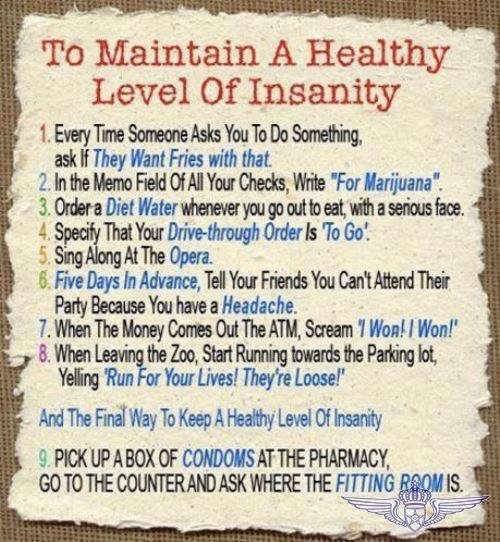 To Maintain A Healthy
Level Of Insanity
1. Every Time Someone Asks You To Do Something,
ask If They Want Fries with that.
2. In the Memo Field Of All Your Checks, Write "For Marijuana".
3. Order a Diet Water whenever you go out to eat, with a serious face.
4. Specify That Your Drive-through Order Is 'To Go'.
5. Sing Along At The Opera.
6. Five Days In Advance, Tell Your Friends You Can't Attend Their
Party Because You have a Headache.
7. When The Money Comes Out The ATM, Scream 'I Won! I Won!'
8. When Leaving the Zoo, Start Running towards the Parking lot,
Yelling 'Run For Your Lives! They're Loose!'
And The Final Way To Keep A Healthy Level Of Insanity
9. PICK UP A BOX OF CONDOMS AT THE PHARMACY,
GO TO THE COUNTER AND ASK WHERE THE FITTING ROOM IS.